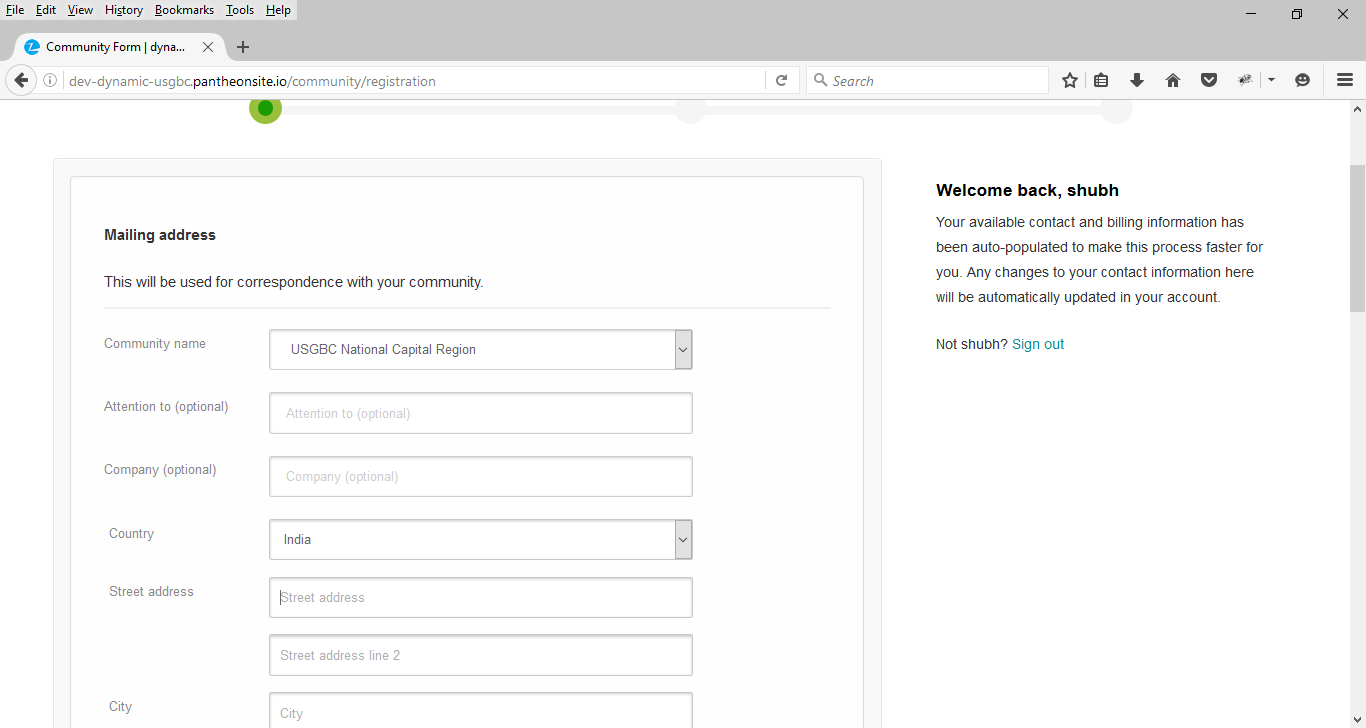 File Edit View History Bookmarks Tools Help
Community Form | dyna...
dev-dynamic-usgbc.pantheonsite.io/community/registration
Search
Mailing address
This will be used for correspondence with your community.
Community name
USGBC National Capital Region
Attention to (optional)
Attention to (optional)
Company (optional)
Company (optional)
Country
India
Street address
Street address
Street address line 2
City
City
Welcome back, shubh
Your available contact and billing information has
been auto-populated to make this process faster for
you. Any changes to your contact information here
will be automatically updated in your account.
Not shubh? Sign out